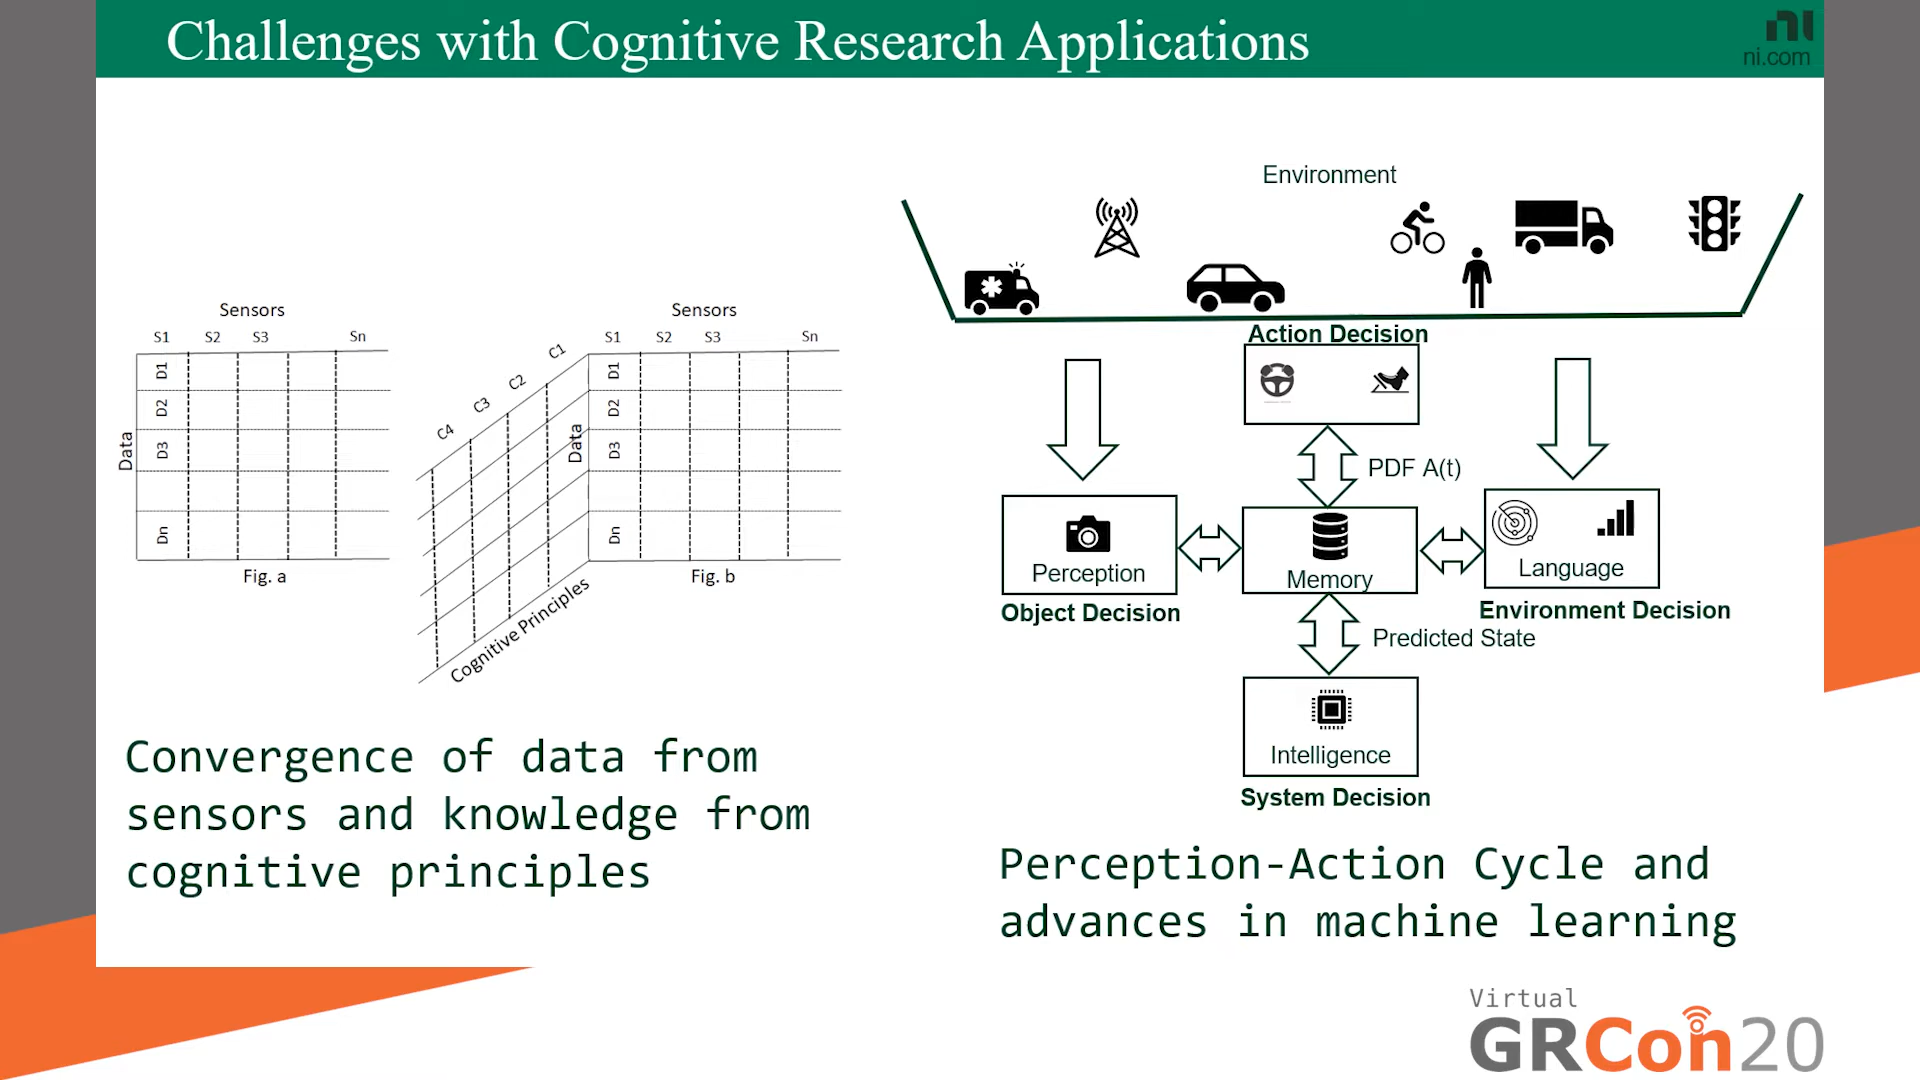 Challenges with Cognitive Research Applications
ni
ni.com
Sensors
S1 S2 S3 Sn
Data
D1
D2
D3
Dn
Fig. a
C1
C2
C3
C4
Cognitive Principles
Sensors
S1 S2 S3 Sn
Data
D1
D2
D3
Dn
Fig. b
Convergence of data from
sensors and knowledge from
cognitive principles
Environment
Action Decision
PDF A(t)
Perception
Object Decision
Memory
Language
Environment Decision
Predicted State
Intelligence
System Decision
Perception-Action Cycle and
advances in machine learning
Virtual
GRCon20